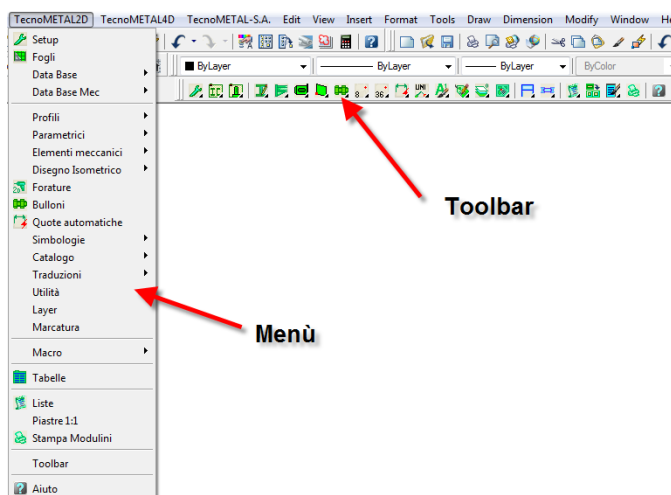 TecnoMETAL2D TecnoMETAL4D TecnoMETAL-S.A. Edit View Insert Format Tools Draw Dimension Modify Window
Setup
Fogli
ByLayer ByLayer ByLayer ByColor
Data Base
Data Base Mec
Profili
Parametrici
Elementi meccanici
Disegno Isometrico
Forature
Bulloni
Quote automatiche
Simbologie
Catalogo
Traduzioni
Utilità
Layer
Marcatura
Macro
Tabelle
Liste
Piastre 1:1
Stampa Modulini
Toolbar
Aiuto
Toolbar
Menù